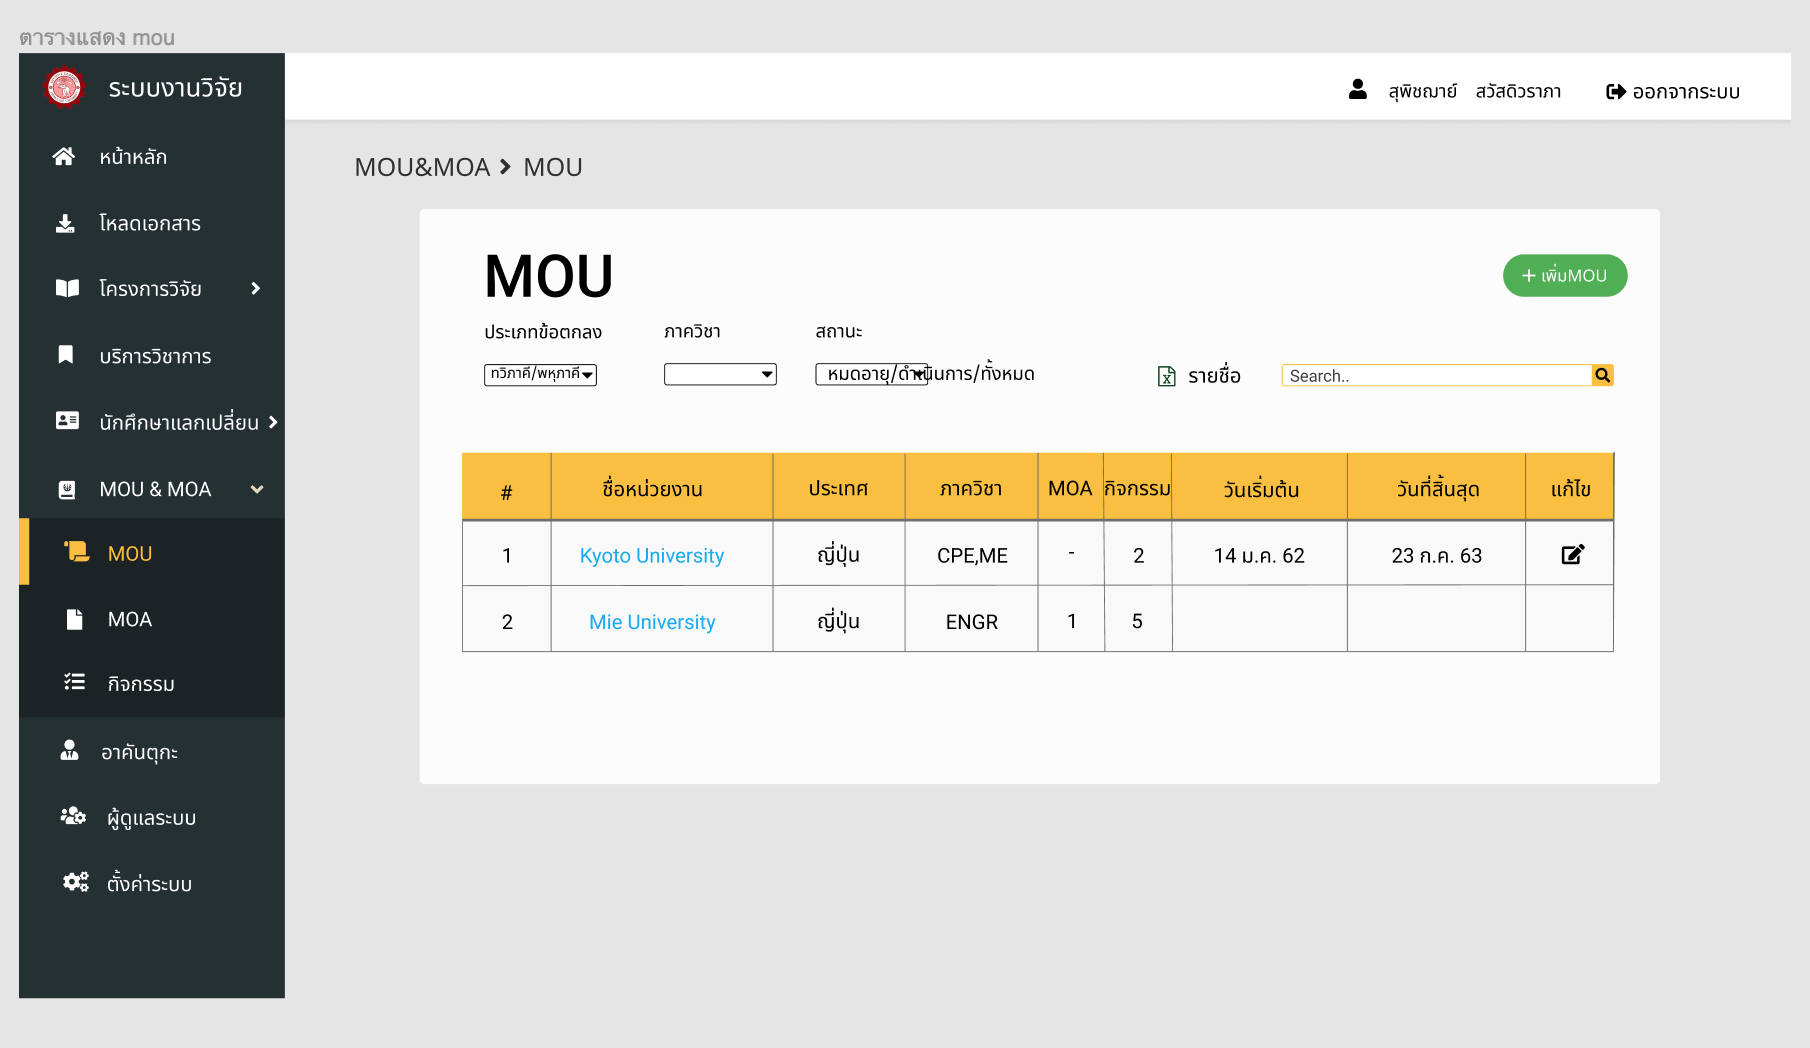 ตารางแสดง mou
ระบบงานวิจัย
สุพิชฌาย์ สวัสดิวราภา ออกจากระบบ
หน้าหลัก
โหลดเอกสาร
โครงการวิจัย
บริการวิชาการ
นักศึกษาแลกเปลี่ยน
MOU & MOA
MOU
MOA
กิจกรรม
อาคันตุกะ
ผู้ดูแลระบบ
ตั้งค่าระบบ
MOU&MOA > MOU
MOU
+ เพิ่มMOU
ประเภทข้อตกลง ภาควิชา สถานะ
ทวิภาคี/พหุภาคี หมดอายุ/ดำเนินการ/ทั้งหมด รายชื่อ Search..
# ชื่อหน่วยงาน ประเทศ ภาควิชา MOA กิจกรรม วันเริ่มต้น วันที่สิ้นสุด แก้ไข
1 Kyoto University ญี่ปุ่น CPE,ME - 2 14 ม.ค. 62 23 ก.ค. 63
2 Mie University ญี่ปุ่น ENGR 1 5